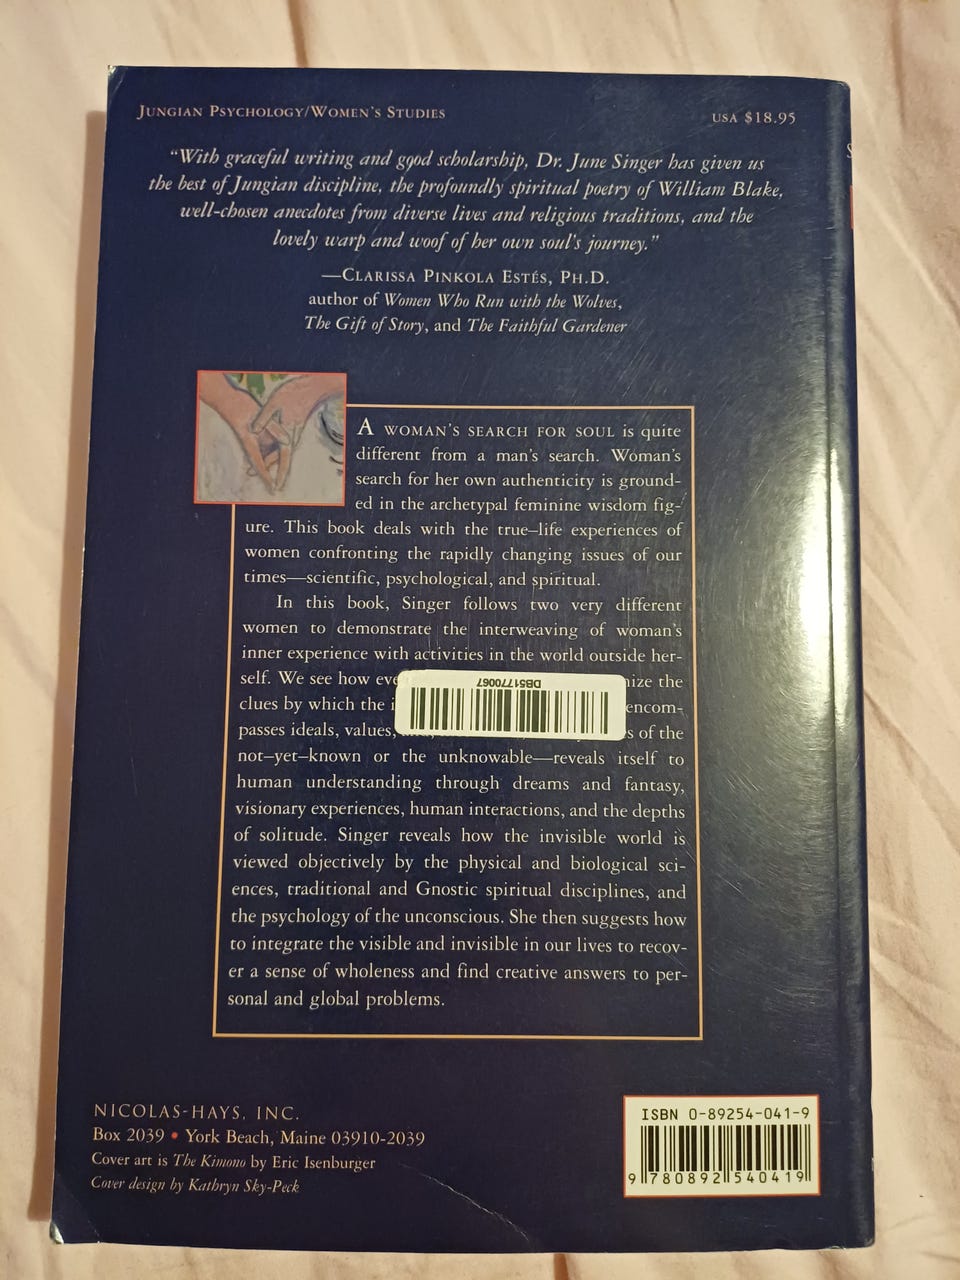 JUNGIAN PSYCHOLOGY/WOMEN'S STUDIES
USA $18.95
"With graceful writing and good scholarship, Dr. June Singer has given us
the best of Jungian discipline, the profoundly spiritual poetry of William Blake,
well-chosen anecdotes from diverse lives and religious traditions, and the
lovely warp and woof of her own soul's journey."
—CLARISSA PINKOLA ESTÉS, PH.D.
author of Women Who Run with the Wolves,
The Gift of Story, and The Faithful Gardener
A WOMAN'S SEARCH FOR SOUL is quite
different from a man's search. Woman's
search for her own authenticity is ground-
ed in the archetypal feminine wisdom fig-
ure. This book deals with the true–life experiences of
women confronting the rapidly changing issues of our
times—scientific, psychological, and spiritual.
In this book, Singer follows two very different
women to demonstrate the interweaving of woman's
inner experience with activities in the world outside her-
self. We see how the
clues by which the encom-
passes ideals, values, of the
not–yet–known or the unknowable—reveals itself to
human understanding through dreams and fantasy,
visionary experiences, human interactions, and the depths
of solitude. Singer reveals how the invisible world is
viewed objectively by the physical and biological sci-
ences, traditional and Gnostic spiritual disciplines, and
the psychology of the unconscious. She then suggests how
to integrate the visible and invisible in our lives to recov-
er a sense of wholeness and find creative answers to per-
sonal and global problems.
DB51770067
NICOLAS-HAYS, INC.
Box 2039 • York Beach, Maine 03910-2039
Cover art is The Kimono by Eric Isenburger
Cover design by Kathryn Sky-Peck
ISBN 0-89254-041-9
9 780892 540419